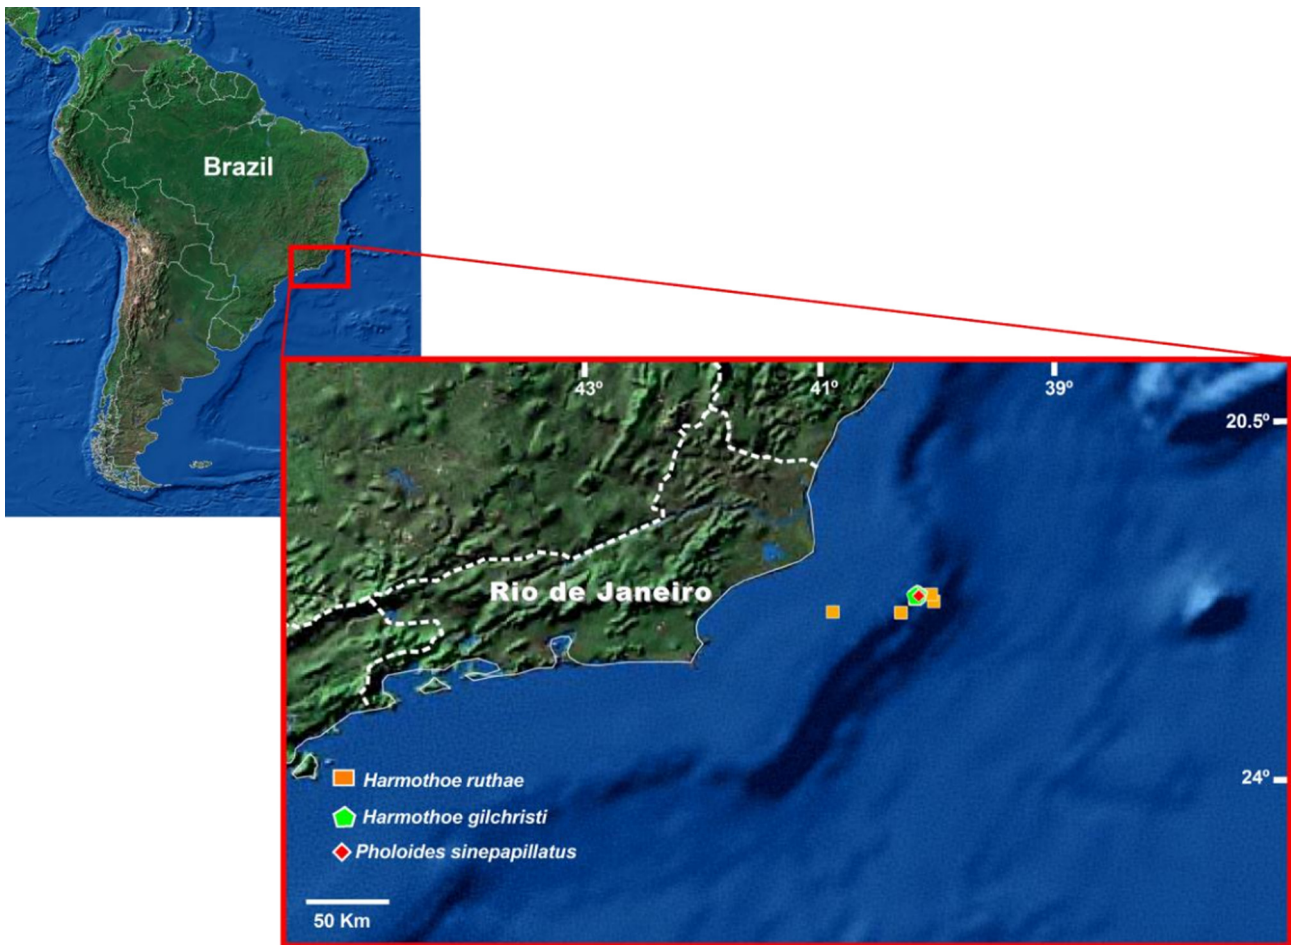 Brazil
43º
41º
39º
20.5º
Rio de Janeiro
24º
Harmothoe ruthae
Harmothoe gilchristi
Pholoides sinepapillatus
50 Km